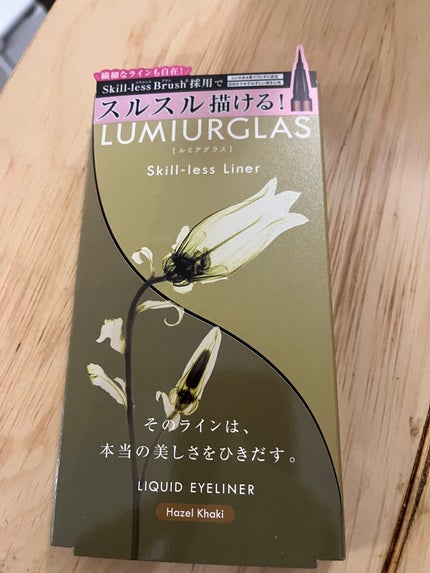 繊細なラインも自在!
Skill-less Brush採用で
スルスル描ける!
LUMIURGLAS
[ルミアグラス]
Skill-less Liner
そのラインは、
本当の美しさをひきだす。
LIQUID EYELINER
Hazel Khaki